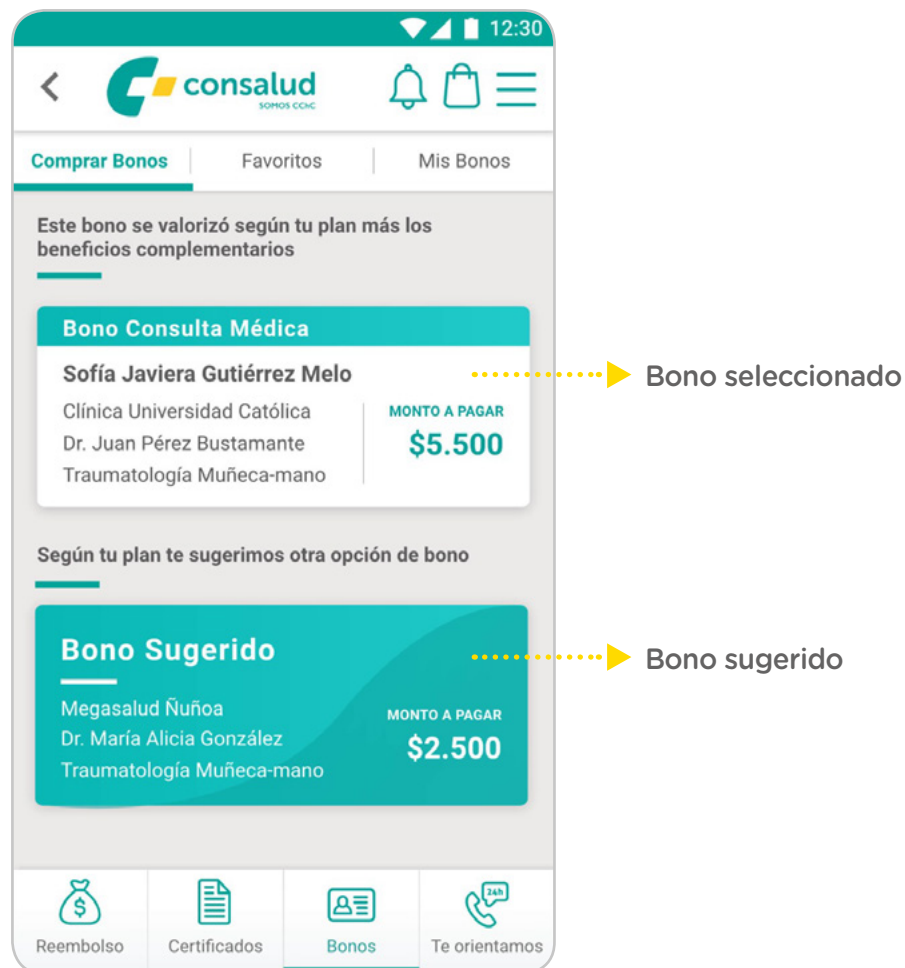 12:30
consalud
SOMOS CChC
Comprar Bonos
Favoritos
Mis Bonos
Este bono se valorizó según tu plan más los
beneficios complementarios
Bono Consulta Médica
Sofía Javiera Gutiérrez Melo
Clínica Universidad Católica
Dr. Juan Pérez Bustamante
Traumatología Muñeca-mano
MONTO A PAGAR
$5.500
Bono seleccionado
Según tu plan te sugerimos otra opción de bono
Bono Sugerido
Megasalud Ñuñoa
Dr. María Alicia González
Traumatología Muñeca-mano
MONTO A PAGAR
$2.500
Bono sugerido
$
24h
Reembolso
Certificados
Bonos
Te orientamos